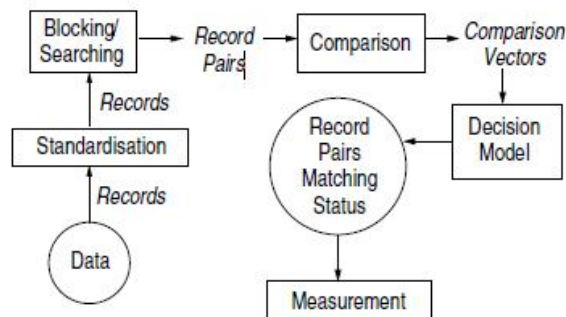 Blocking/
Searching
Record
Pairs
Comparison
Comparison
Vectors
Records
Standardisation
Record
Pairs
Matching
Status
Decision
Model
Records
Data
Measurement